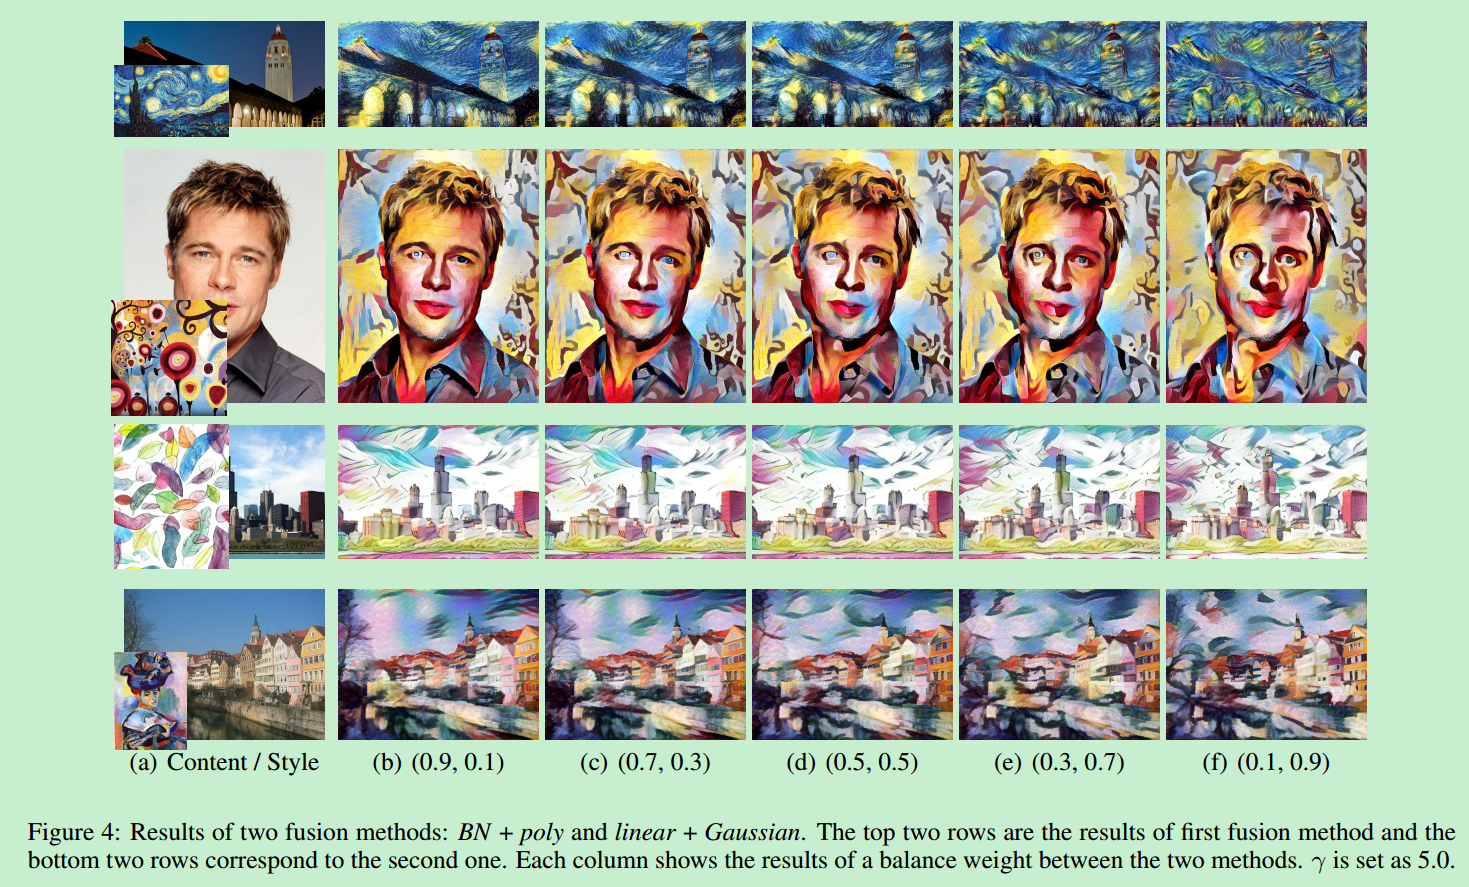 (a) Content / Style (b) (0.9, 0.1) (c) (0.7, 0.3) (d) (0.5, 0.5) (e) (0.3, 0.7) (f) (0.1, 0.9)
Figure 4: Results of two fusion methods: BN + poly and linear + Gaussian. The top two rows are the results of first fusion method and the
bottom two rows correspond to the second one. Each column shows the results of a balance weight between the two methods. γ is set as 5.0.